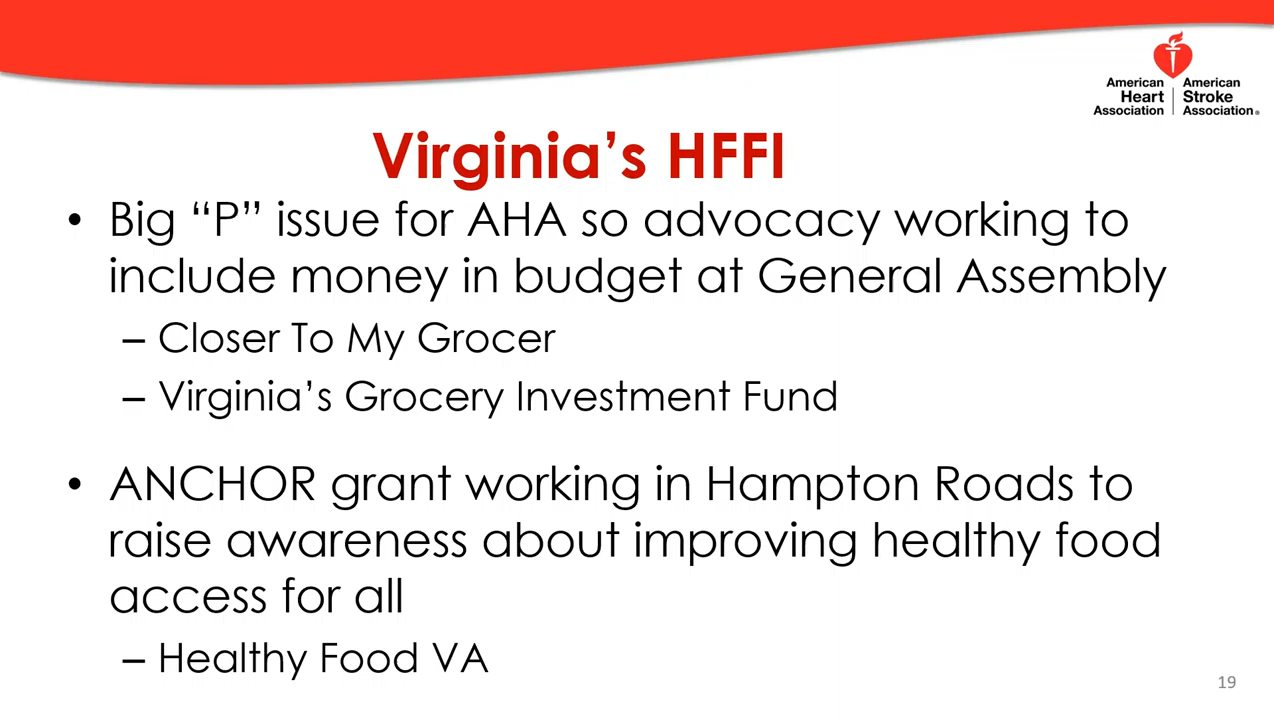 American
Heart
Association
American
Stroke
Association®
Virginia’s HFFI
• Big “P” issue for AHA so advocacy working to
include money in budget at General Assembly
– Closer To My Grocer
– Virginia’s Grocery Investment Fund
• ANCHOR grant working in Hampton Roads to
raise awareness about improving healthy food
access for all
– Healthy Food VA
19